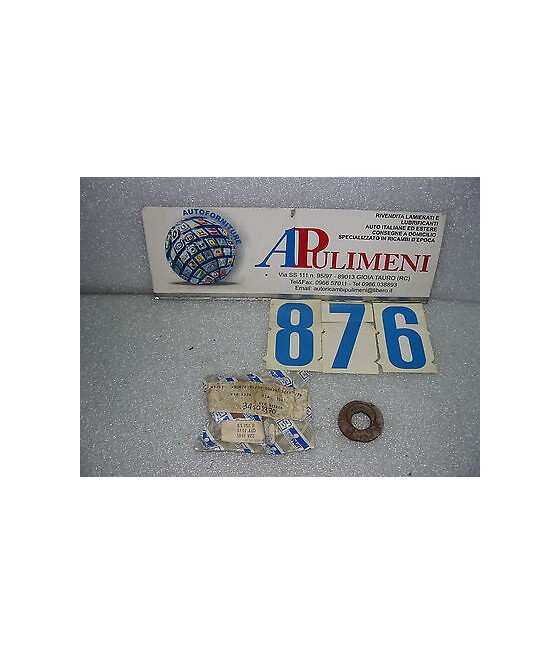 AUTOFORNITURE
APULIMENI
RIVENDITA LAMIERATI E
LUBRIFICANTI
AUTO ITALIANE ED ESTERE
CONSEGNE A DOMICILIO
SPECIALIZZATO IN RICAMBI D'EPOCA
Via SS 111 n. 95/97 - 89013 GIOIA TAURO (RC)
Tel&Fax. 0966 57011 - Tel 0966.938893
Email: autoricambipulimeni@libero.it
876